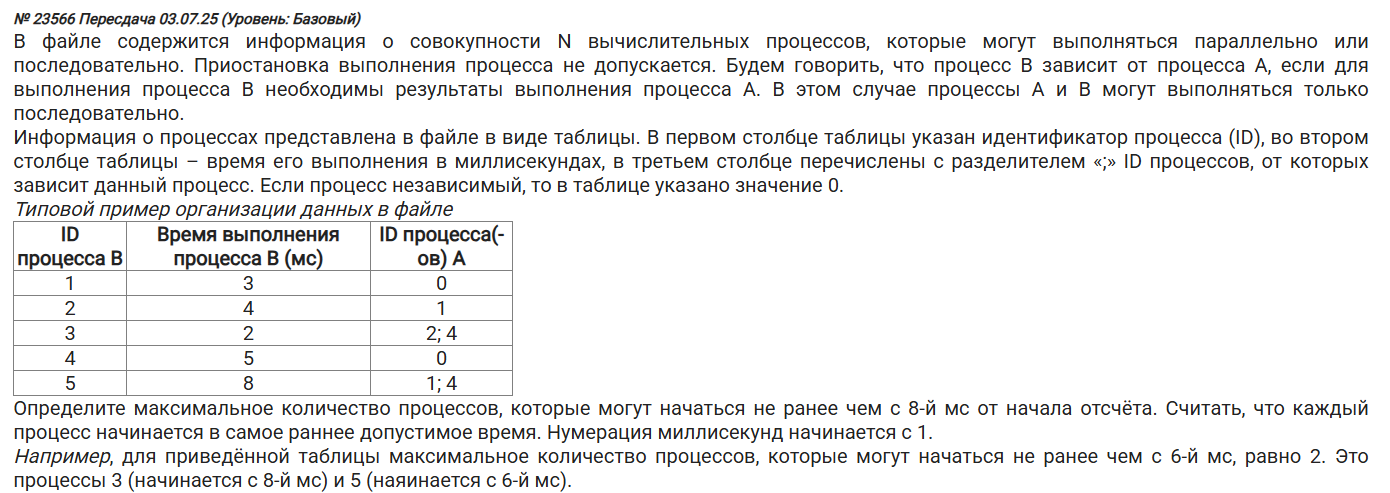 № 23566 Пересдача 03.07.25 (Уровень: Базовый)
В файле содержится информация о совокупности N вычислительных процессов, которые могут выполняться параллельно или
последовательно. Приостановка выполнения процесса не допускается. Будем говорить, что процесс B зависит от процесса A, если для
выполнения процесса B необходимы результаты выполнения процесса A. В этом случае процессы A и B могут выполняться только
последовательно.
Информация о процессах представлена в файле в виде таблицы. В первом столбце таблицы указан идентификатор процесса (ID), во втором
столбце таблицы – время его выполнения в миллисекундах, в третьем столбце перечислены с разделителем «;» ID процессов, от которых
зависит данный процесс. Если процесс независимый, то в таблице указано значение 0.
Типовой пример организации данных в файле
ID процесса B Время выполнения процесса B (мс) ID процесса(-ов) A
1 3 0
2 4 1
3 2 2; 4
4 5 0
5 8 1; 4
Определите максимальное количество процессов, которые могут начаться не ранее чем с 8-й мс от начала отсчёта. Считать, что каждый
процесс начинается в самое раннее допустимое время. Нумерация миллисекунд начинается с 1.
Например, для приведённой таблицы максимальное количество процессов, которые могут начаться не ранее чем с 6-й мс, равно 2. Это
процессы 3 (начинается с 8-й мс) и 5 (наяинается с 6-й мс).